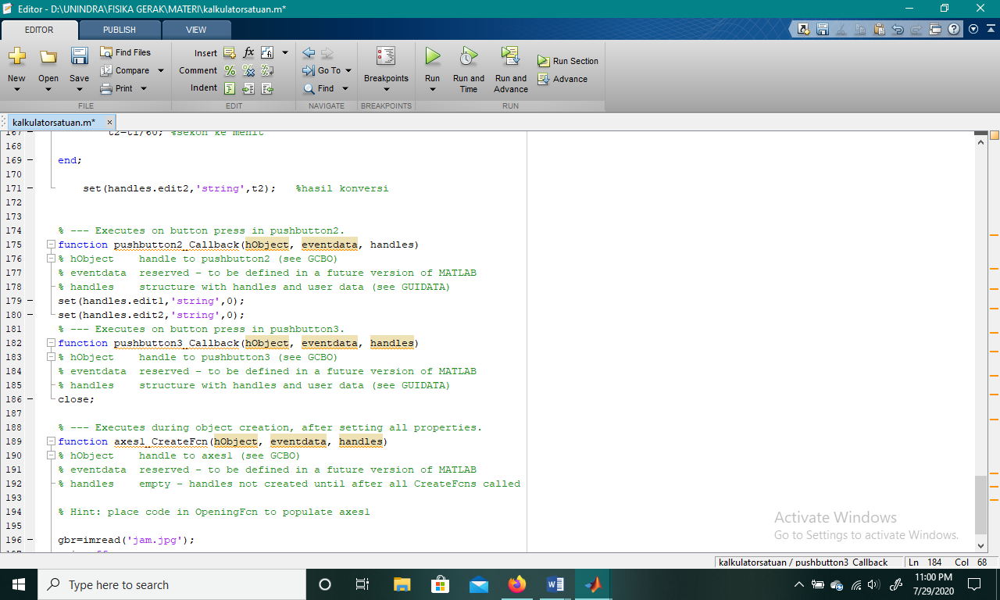 Editor - D:\UNINDRA\FISIKA GERAK\MATERI\kalkulatorsatuan.m*
EDITOR PUBLISH VIEW
New Open Save Find Files Compare Print
FILE
Insert fx
Comment
Indent
EDIT
Go To
Find
NAVIGATE
Breakpoints
BREAKPOINTS
Run Run and Time Run and Advance Run Section Advance
RUN
kalkulatorsatuan.m* ×
167 t2=t1/60; %sekon ke menit
168
169 end;
170
171 set(handles.edit2,'string',t2); %hasil konversi
172
173
174 % --- Executes on button press in pushbutton2.
175 function pushbutton2_Callback(hObject, eventdata, handles)
176 % hObject handle to pushbutton2 (see GCBO)
177 % eventdata reserved - to be defined in a future version of MATLAB
178 % handles structure with handles and user data (see GUIDATA)
179 set(handles.edit1,'string',0);
180 set(handles.edit2,'string',0);
181 % --- Executes on button press in pushbutton3.
182 function pushbutton3_Callback(hObject, eventdata, handles)
183 % hObject handle to pushbutton3 (see GCBO)
184 % eventdata reserved - to be defined in a future version of MATLAB
185 % handles structure with handles and user data (see GUIDATA)
186 close;
187
188 % --- Executes during object creation, after setting all properties.
189 function axes1_CreateFcn(hObject, eventdata, handles)
190 % hObject handle to axes1 (see GCBO)
191 % eventdata reserved - to be defined in a future version of MATLAB
192 % handles empty - handles not created until after all CreateFcns called
193
194 % Hint: place code in OpeningFcn to populate axes1
195
196 gbr=imread('jam.jpg');
Activate Windows
Go to Settings to activate Windows.
kalkulatorsatuan / pushbutton3_Callback Ln 184 Col 68
Type here to search
11:00 PM
7/29/2020